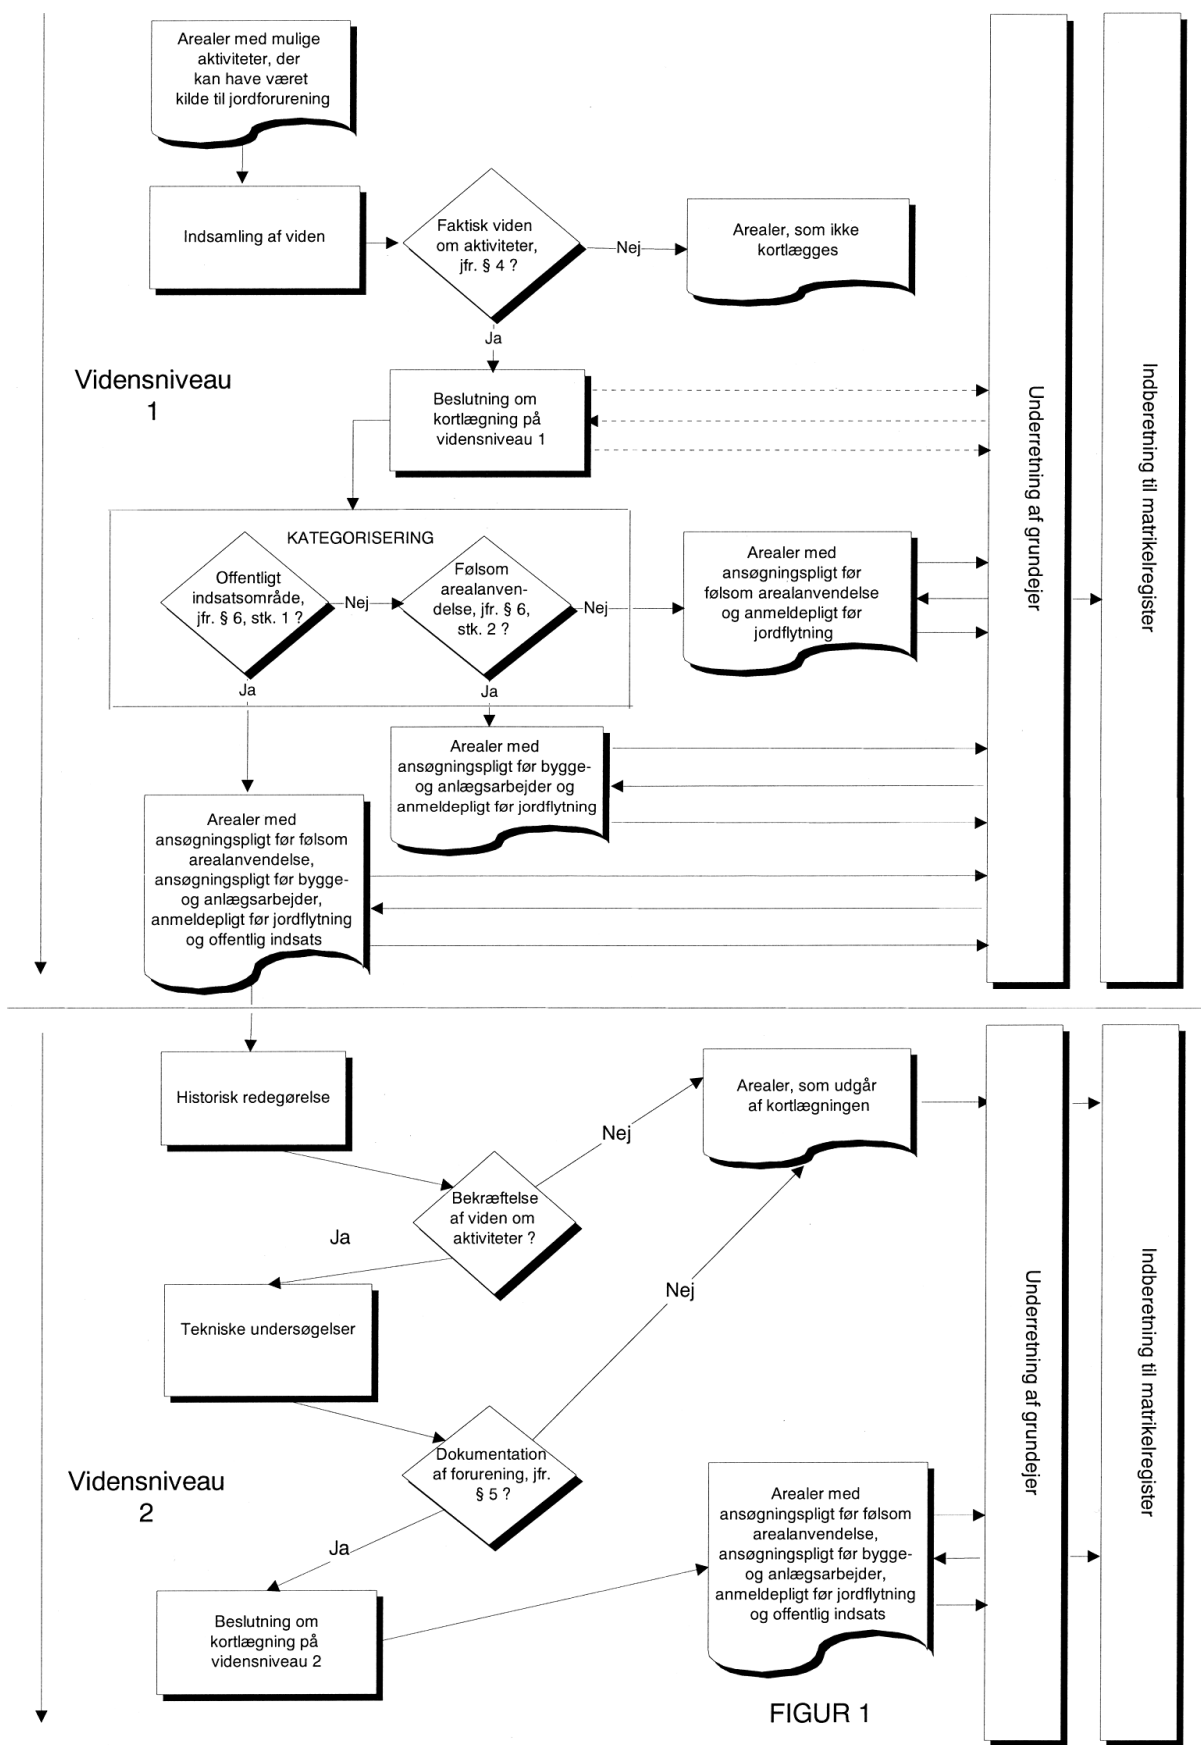 Arealer med mulige
aktiviteter, der
kan have været
kilde til jordforurening
Indsamling af viden
Faktisk viden
om aktiviteter,
jfr. § 4 ?
Nej
Arealer, som ikke
kortlægges
Ja
Vidensniveau
1
Beslutning om
kortlægning på
vidensniveau 1
Underretning af grundejer
Indberetning til matrikelregister
KATEGORISERING
Offentligt
indsatsområde,
jfr. § 6, stk. 1 ?
Nej
Følsom
arealanven-
delse, jfr. § 6,
stk. 2 ?
Nej
Arealer med
ansøgningspligt før
følsom arealanvendelse
og anmeldepligt før
jordflytning
Ja
Ja
Arealer med
ansøgningspligt før bygge-
og anlægsarbejder og
anmeldepligt før jordflytning
Arealer med
ansøgningspligt før følsom
arealanvendelse,
ansøgningspligt før bygge-
og anlægsarbejder,
anmeldepligt før jordflytning
og offentlig indsats
Historisk redegørelse
Arealer, som udgår
af kortlægningen
Nej
Bekræftelse
af viden om
aktiviteter ?
Ja
Nej
Tekniske undersøgelser
Underretning af grundejer
Indberetning til matrikelregister
Vidensniveau
2
Dokumentation
af forurening, jfr.
§ 5 ?
Ja
Arealer med
ansøgningspligt før følsom
arealanvendelse,
ansøgningspligt før bygge-
og anlægsarbejder,
anmeldepligt før jordflytning
og offentlig indsats
Beslutning om
kortlægning på
vidensniveau 2
FIGUR 1